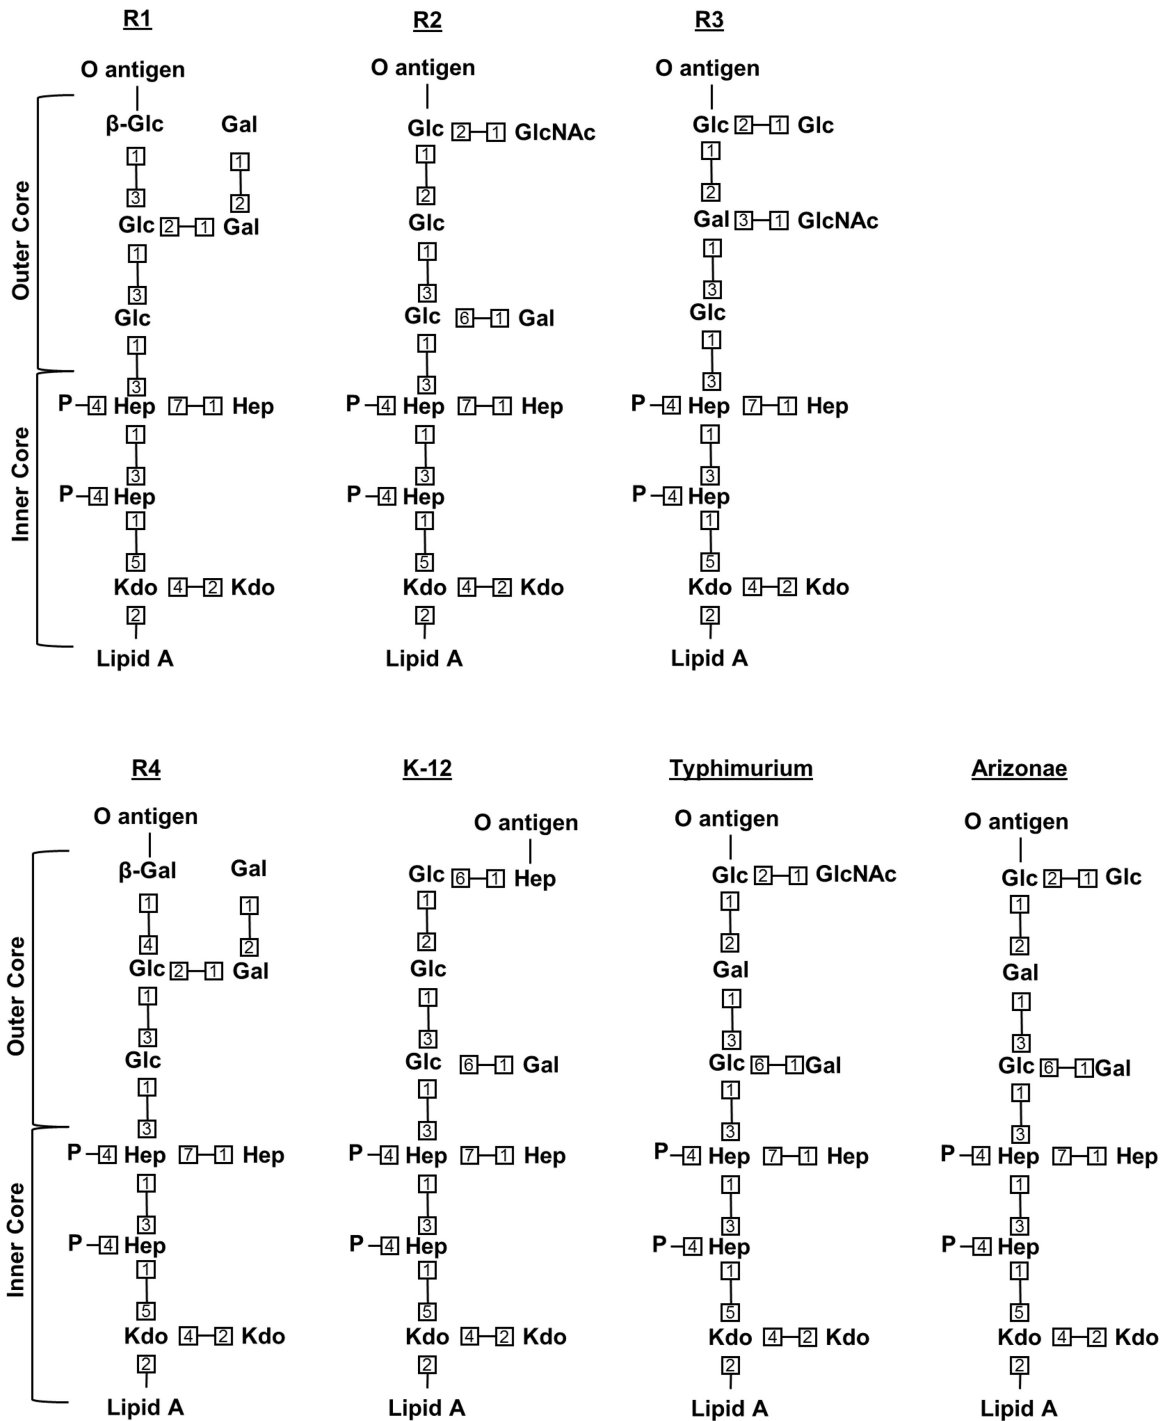 R1 R2 R3
O antigen O antigen O antigen
β-Glc Gal Glc 2 1 GlcNAc Glc 2 1 Glc
1 1 1 1
3 2 2 2
Glc 2 1 Gal Glc Gal 3 1 GlcNAc
1 1 1
3 3 3
Glc Glc 6 1 Gal Glc
1 1 1
3 3 3
P 4 Hep 7 1 Hep P 4 Hep 7 1 Hep P 4 Hep 7 1 Hep
1 1 1
3 3 3
P 4 Hep P 4 Hep P 4 Hep
1 1 1
5 5 5
Kdo 4 2 Kdo Kdo 4 2 Kdo Kdo 4 2 Kdo
2 2 2
Lipid A Lipid A Lipid A
Outer Core
Inner Core
R4 K-12 Typhimurium Arizonae
O antigen O antigen O antigen O antigen
β-Gal Gal Glc 6 1 Hep Glc 2 1 GlcNAc Glc 2 1 Glc
1 1 1 1 1
4 2 2 2 2
Glc 2 1 Gal Glc Gal Gal
1 1 1 1
3 3 3 3
Glc Glc 6 1 Gal Glc 6 1 Gal Glc 6 1 Gal
1 1 1 1
3 3 3 3
P 4 Hep 7 1 Hep P 4 Hep 7 1 Hep P 4 Hep 7 1 Hep P 4 Hep 7 1 Hep
1 1 1 1
3 3 3 3
P 4 Hep P 4 Hep P 4 Hep P 4 Hep
1 1 1 1
5 5 5 5
Kdo 4 2 Kdo Kdo 4 2 Kdo Kdo 4 2 Kdo Kdo 4 2 Kdo
2 2 2 2
Lipid A Lipid A Lipid A Lipid A
Outer Core
Inner Core